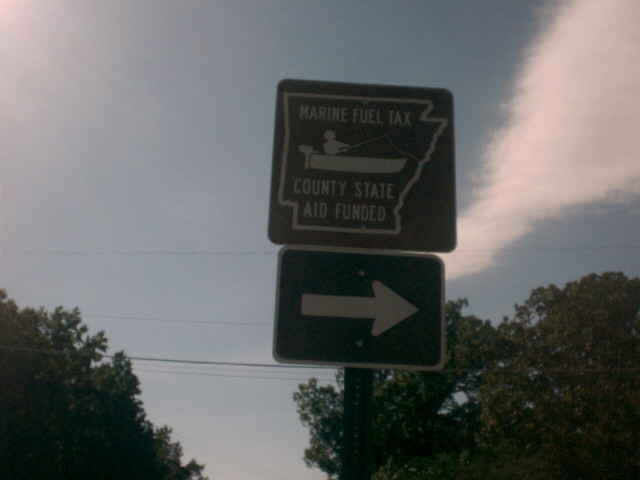 MARINE FUEL TAX
COUNTY STATE
AID FUNDED